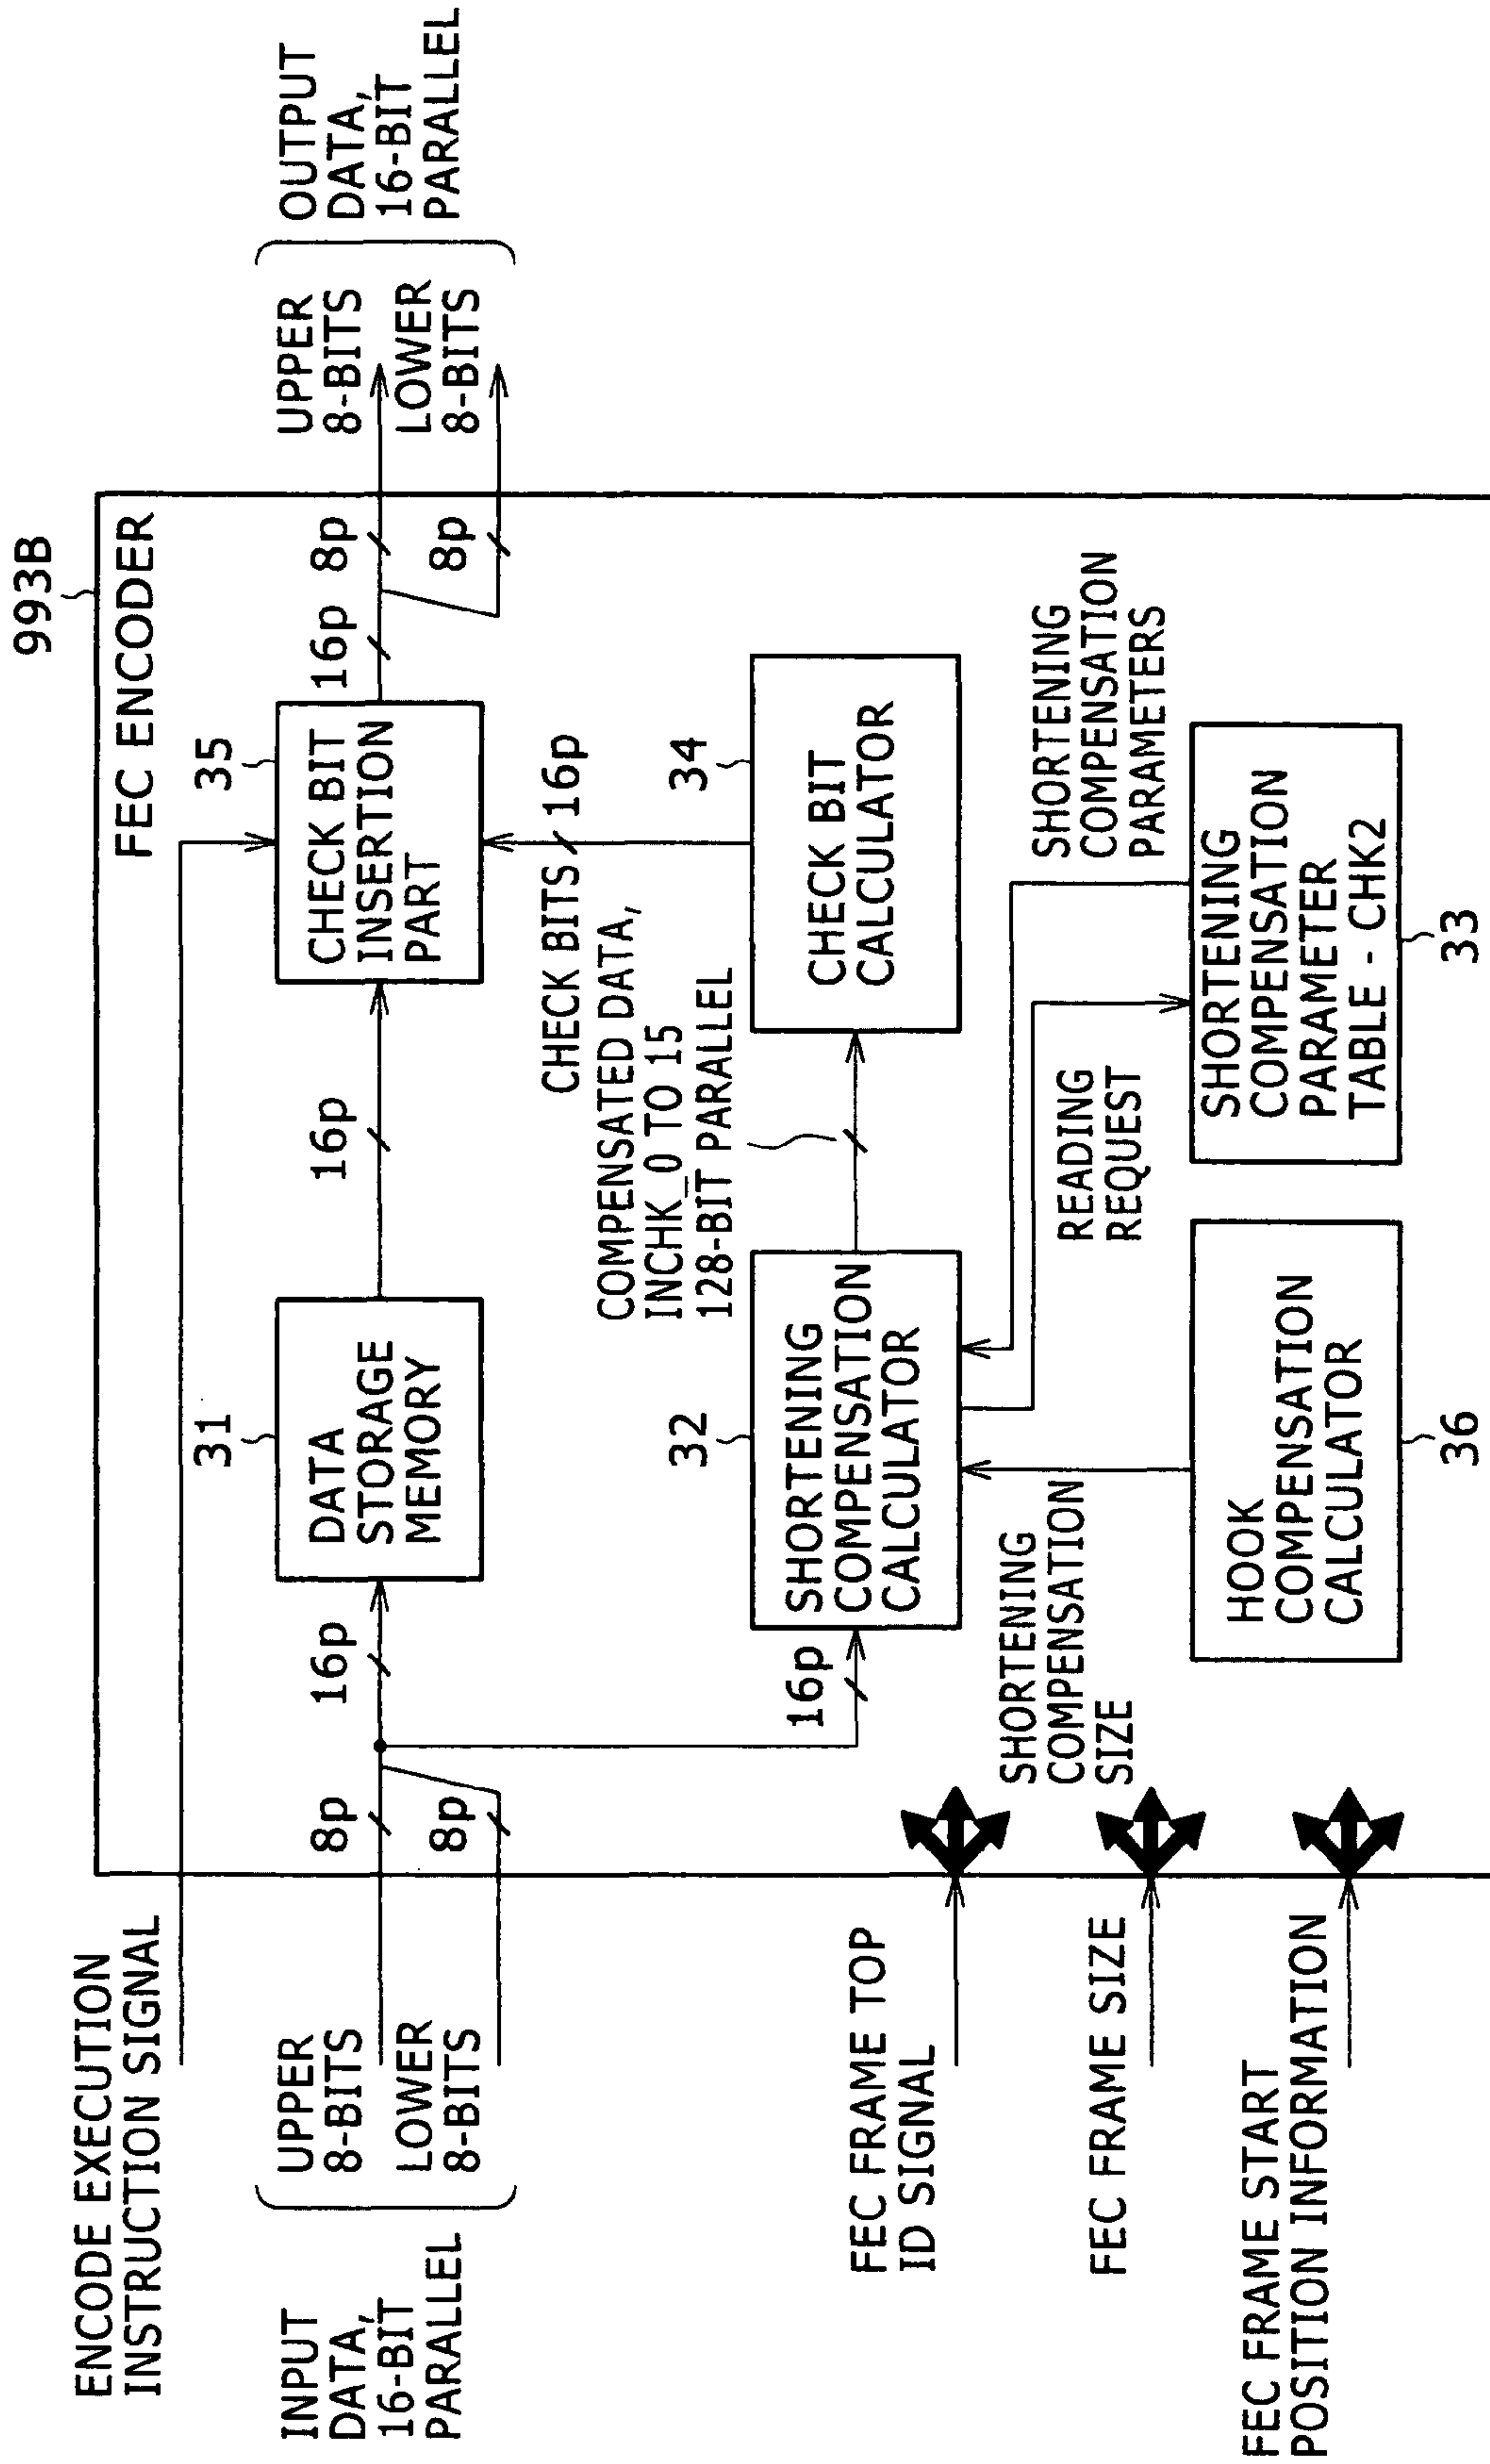 993B
FEC ENCODER
ENCODE EXECUTION
INSTRUCTION SIGNAL
INPUT
DATA,
16-BIT
PARALLEL
UPPER
8-BITS
LOWER
8-BITS
8p
8p
16p
31
DATA
STORAGE
MEMORY
16p
35
CHECK BIT
INSERTION
PART
16p
8p
8p
UPPER
8-BITS
LOWER
8-BITS
OUTPUT
DATA,
16-BIT
PARALLEL
CHECK BITS
16p
COMPENSATED DATA,
INCHK_0 TO 15
128-BIT PARALLEL
16p
32
SHORTENING
COMPENSATION
CALCULATOR
34
CHECK BIT
CALCULATOR
FEC FRAME TOP
ID SIGNAL
SHORTENING
COMPENSATION
SIZE
READING
REQUEST
SHORTENING
COMPENSATION
PARAMETERS
FEC FRAME SIZE
FEC FRAME START
POSITION INFORMATION
HOOK
COMPENSATION
CALCULATOR
36
SHORTENING
COMPENSATION
PARAMETER
TABLE - CHK2
33